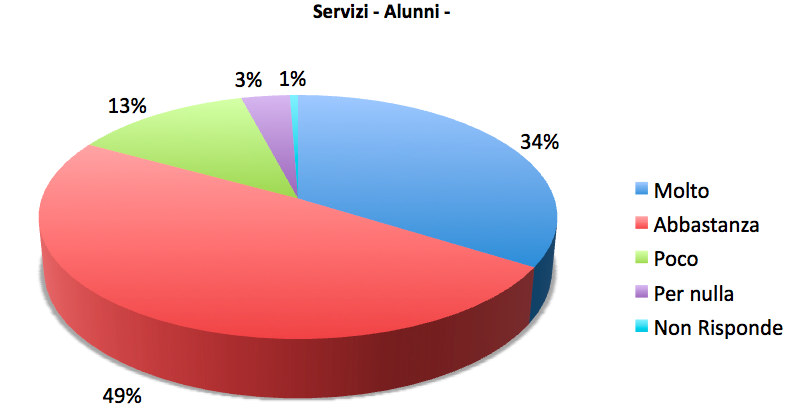 Servizi - Alunni -
3%
1%
13%
34%
Molto
Abbastanza
Poco
Per nulla
Non Risponde
49%